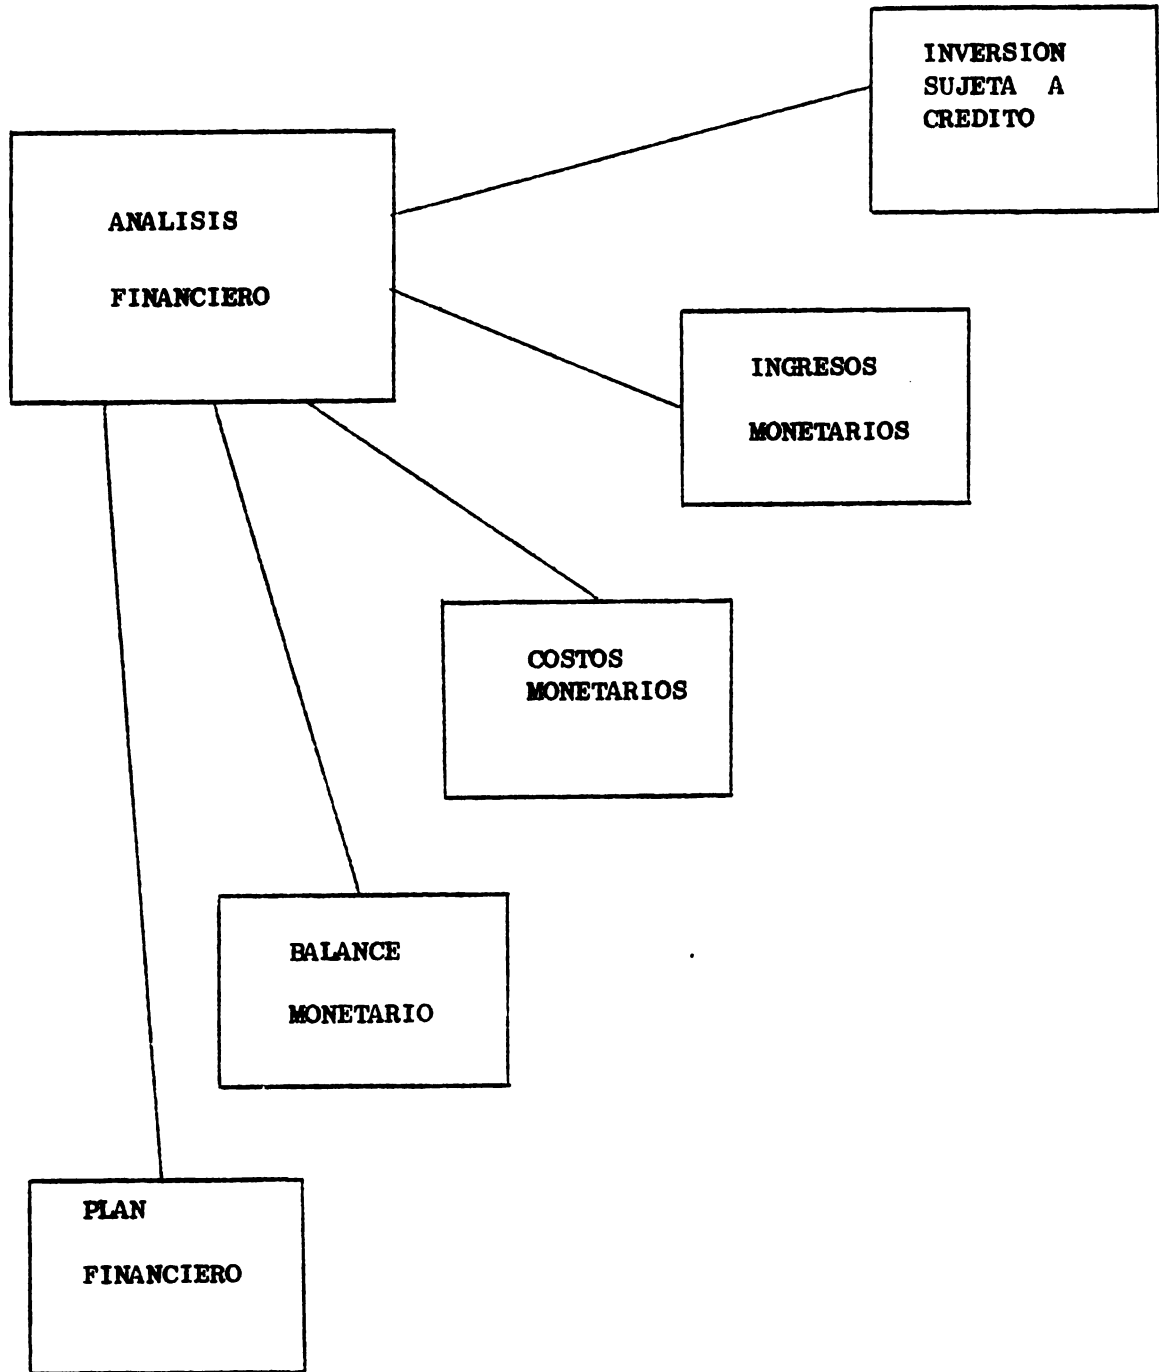 INVERSION
SUJETA A
CREDITO
ANALISIS
FINANCIERO
INGRESOS
MONETARIOS
COSTOS
MONETARIOS
BALANCE
MONETARIO
PLAN
FINANCIERO